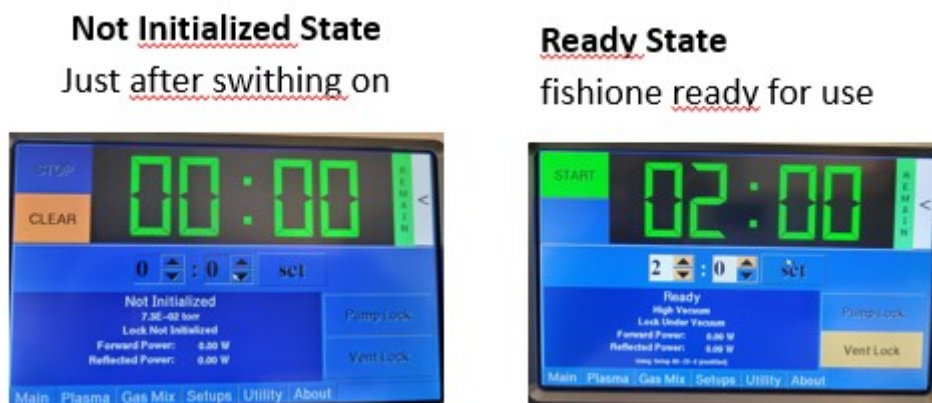 Not Initialized State
Just after swithing on
STOP
CLEAR
00:00
REMAIN
<
0 : 0 set
Not Initialized
7.3E-02 torr
Lock Not Initialized
Forward Power: 0.00 W
Reflected Power: 0.00 W
Pump Lock
Vent Lock
Main Plasma Gas Mix Setups Utility About
Ready State
fishione ready for use
START
02:00
REMAIN
<
2 : 0 set
Ready
High Vacuum
Lock Under Vacuum
Forward Power: 0.00 W
Reflected Power: 0.00 W
Pump Lock
Vent Lock
Main Plasma Gas Mix Setups Utility About